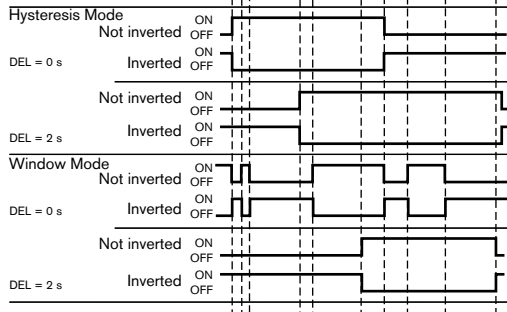 Hysteresis Mode
Not inverted ON
OFF
DEL = 0 s Inverted ON
OFF
Not inverted ON
OFF
DEL = 2 s Inverted ON
OFF
Window Mode
Not inverted ON
OFF
DEL = 0 s Inverted ON
OFF
Not inverted ON
OFF
DEL = 2 s Inverted ON
OFF